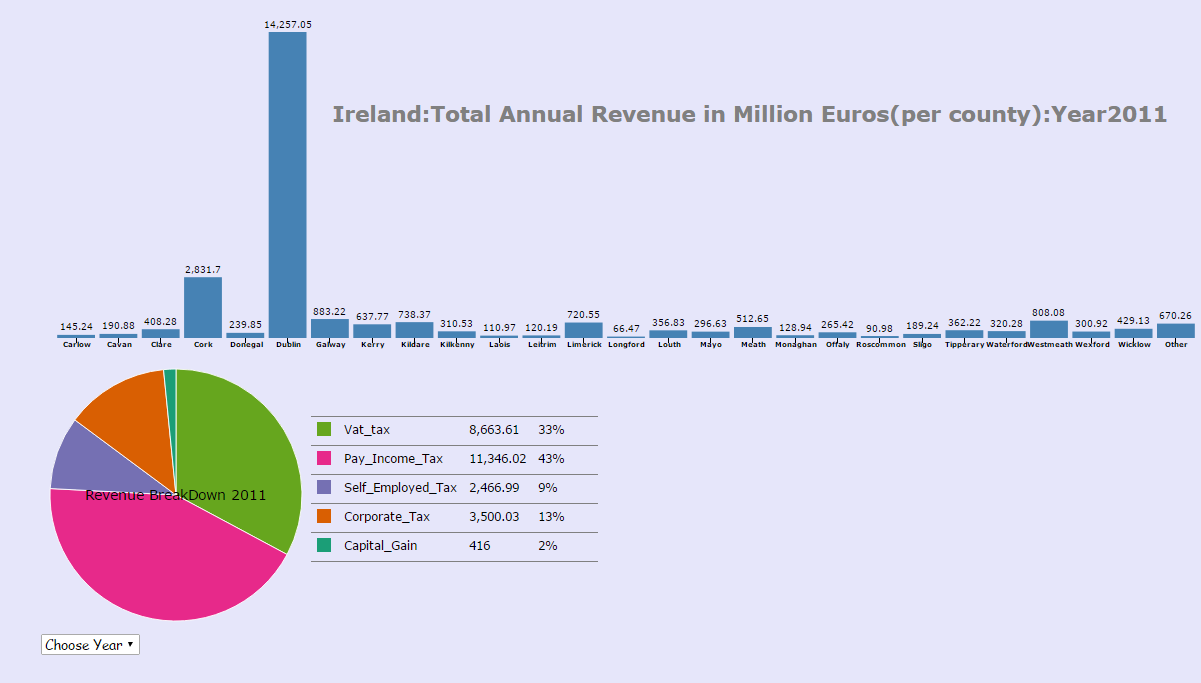 14,257.05
Ireland:Total Annual Revenue in Million Euros(per county):Year2011
2,831.7
145.24 190.88 408.28 239.85 883.22 637.77 738.37 310.53 110.97 120.19 720.55 66.47 356.83 296.63 512.65 128.94 265.42 90.98 189.24 362.22 320.28 808.08 300.92 429.13 670.26
Carlow Cavan Clare Cork Donegal Dublin Galway Kerry Kildare Kilkenny Laois Leitrim Limerick Longford Louth Mayo Meath Monaghan Offaly Roscommon Sligo Tipperary Waterford Westmeath Wexford Wicklow Other
Vat_tax 8,663.61 33%
Pay_Income_Tax 11,346.02 43%
Self_Employed_Tax 2,466.99 9%
Corporate_Tax 3,500.03 13%
Capital_Gain 416 2%
Revenue BreakDown 2011
Choose Year